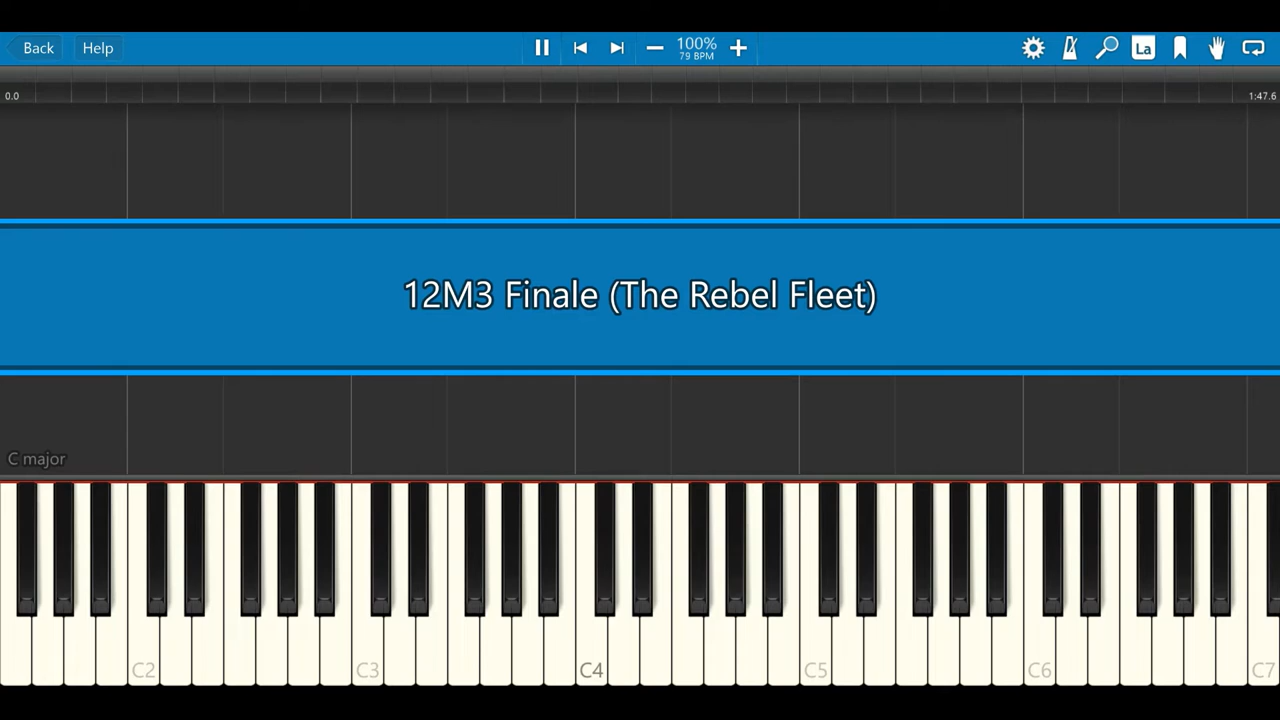 Back
Help
100%
79 BPM
La
0.0
1:47.6
12M3 Finale (The Rebel Fleet)
C major
C2
C3
C4
C5
C6
C7